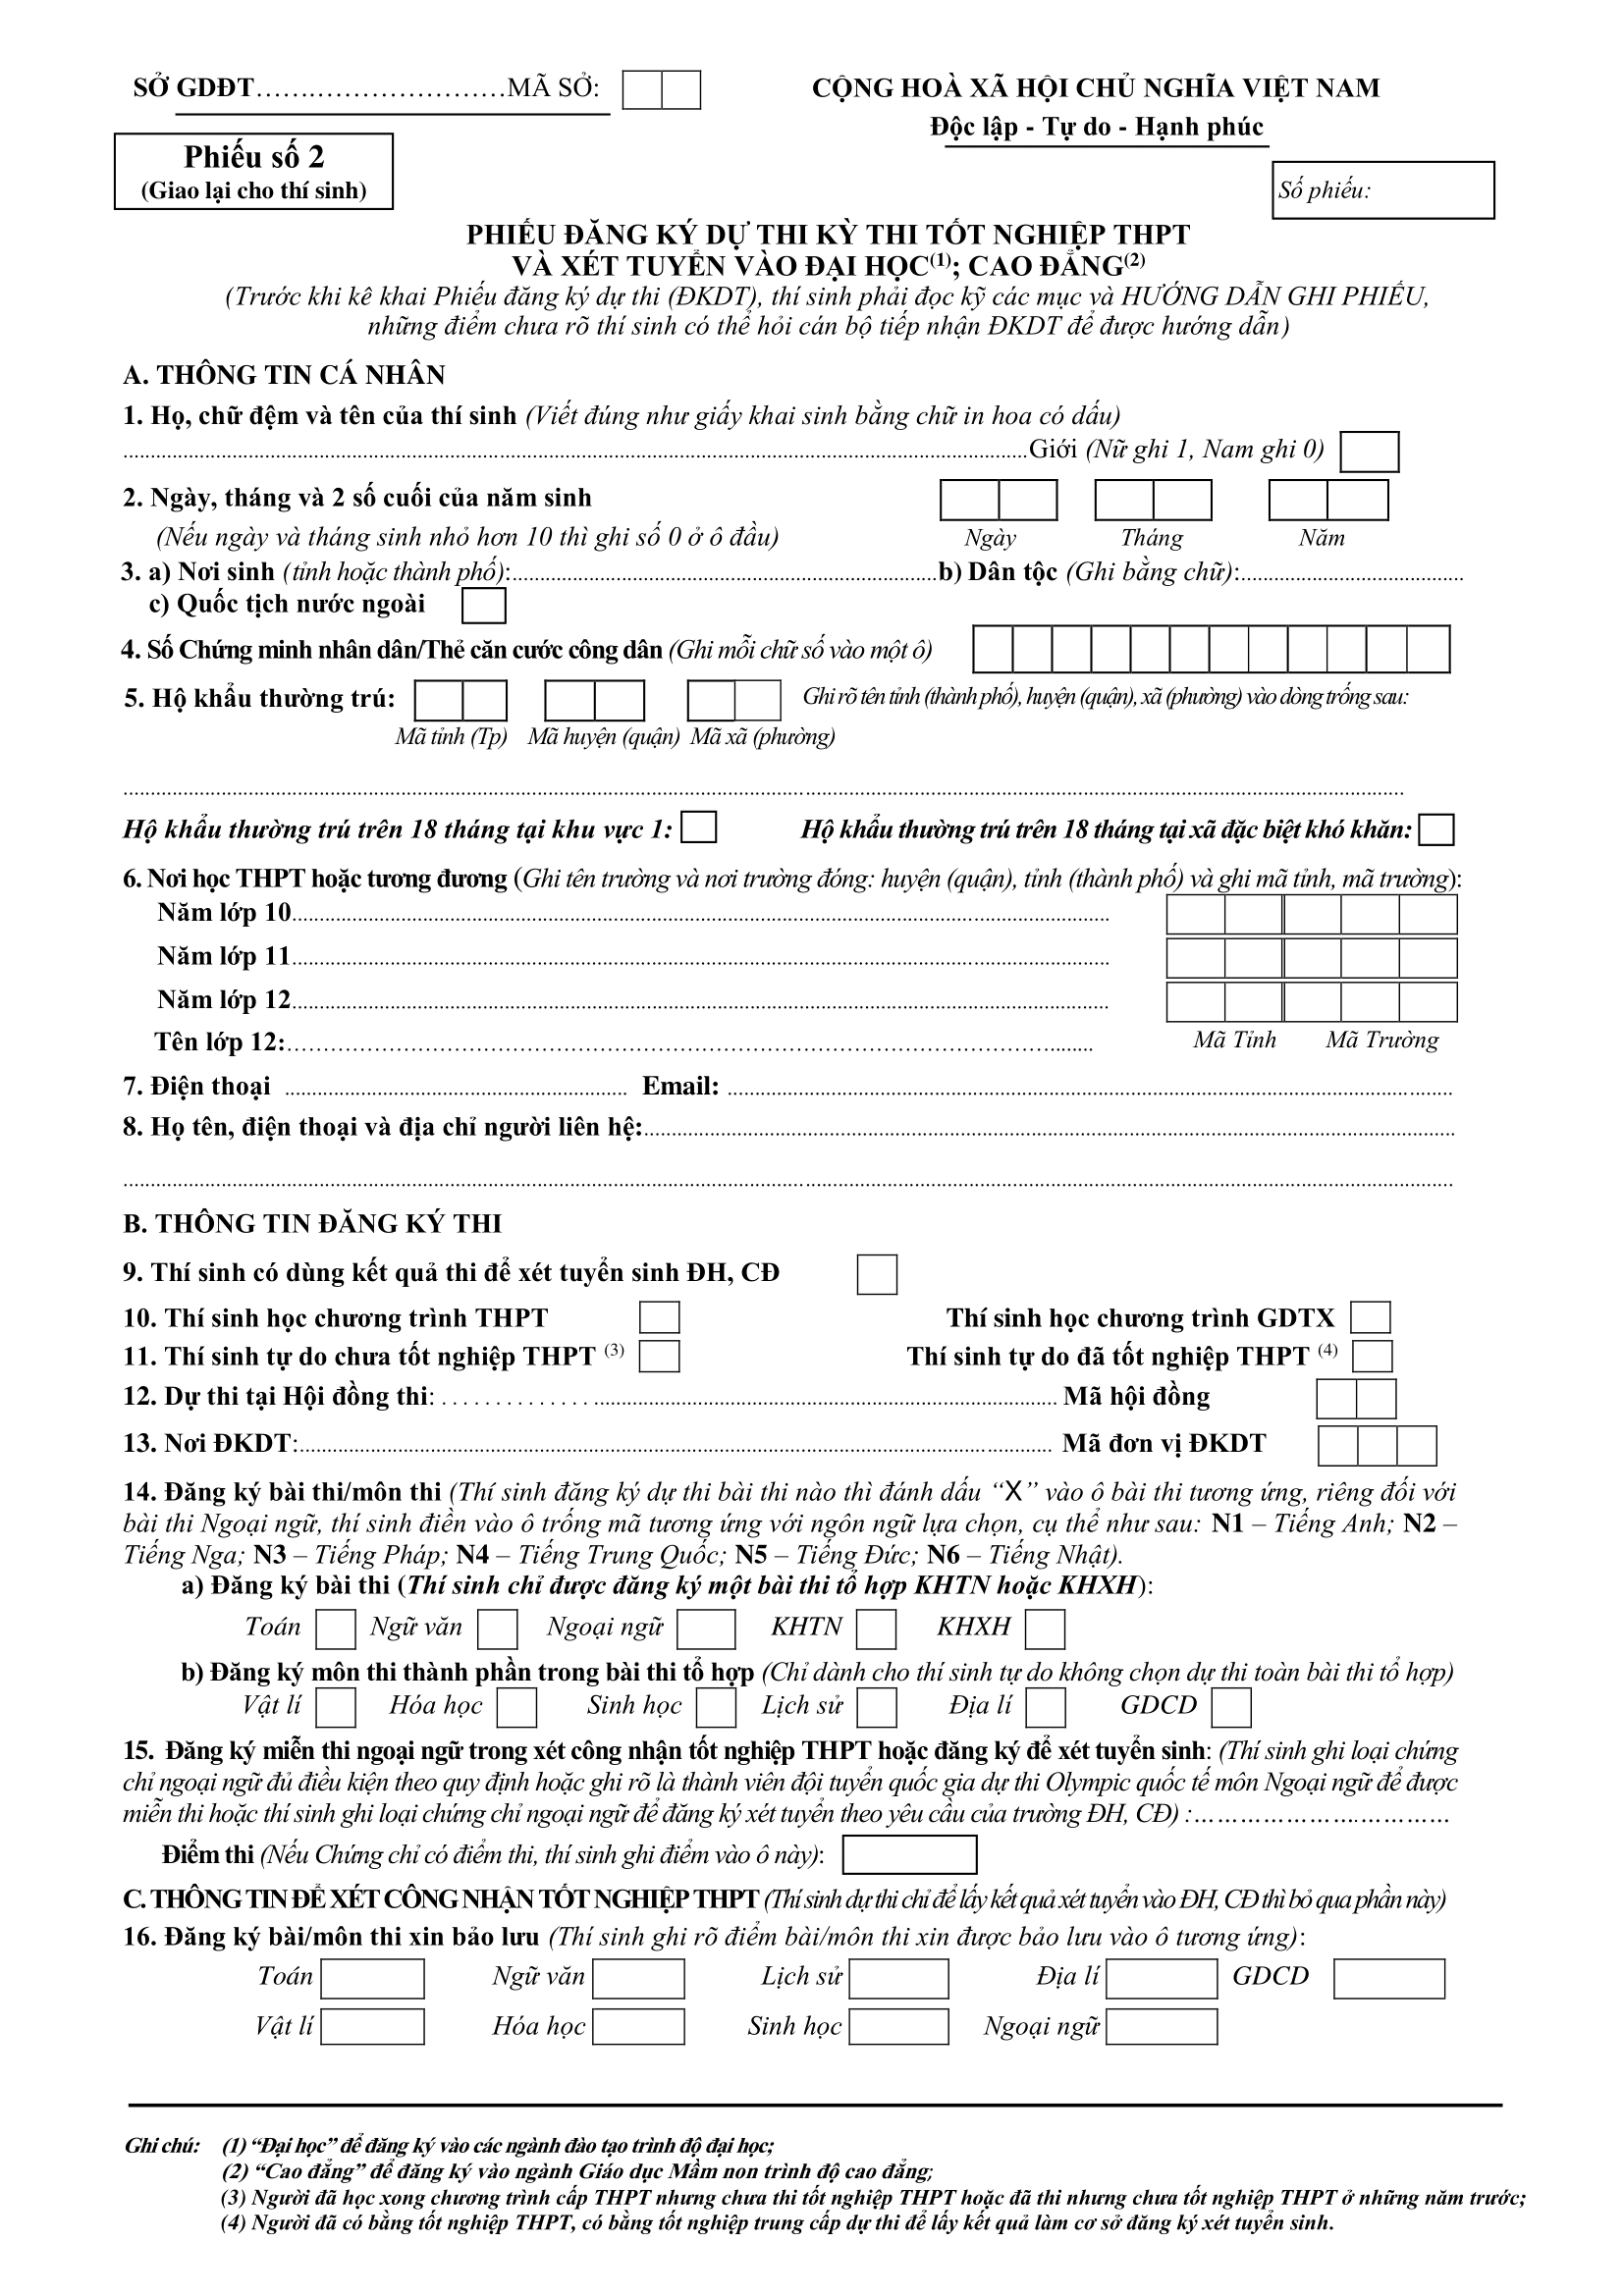 SỞ GDĐT……………………… MÃ SỞ:
CỘNG HOÀ XÃ HỘI CHỦ NGHĨA VIỆT NAM
Độc lập - Tự do - Hạnh phúc
Phiếu số 2
(Giao lại cho thí sinh)
Số phiếu:
PHIẾU ĐĂNG KÝ DỰ THI KỲ THI TỐT NGHIỆP THPT
VÀ XÉT TUYỂN VÀO ĐẠI HỌC(1); CAO ĐẲNG(2)
(Trước khi kê khai Phiếu đăng ký dự thi (ĐKDT), thí sinh phải đọc kỹ các mục và HƯỚNG DẪN GHI PHIẾU,
những điểm chưa rõ thí sinh có thể hỏi cán bộ tiếp nhận ĐKDT để được hướng dẫn)
A. THÔNG TIN CÁ NHÂN
1. Họ, chữ đệm và tên của thí sinh (Viết đúng như giấy khai sinh bằng chữ in hoa có dấu)
........................................Giới (Nữ ghi 1, Nam ghi 0)
2. Ngày, tháng và 2 số cuối của năm sinh
(Nếu ngày và tháng sinh nhỏ hơn 10 thì ghi số 0 ở ô đầu) Ngày Tháng Năm
3. a) Nơi sinh (tỉnh hoặc thành phố):........................................b) Dân tộc (Ghi bằng chữ):........................................
c) Quốc tịch nước ngoài
4. Số Chứng minh nhân dân/Thẻ căn cước công dân (Ghi mỗi chữ số vào một ô)
5. Hộ khẩu thường trú: Ghi rõ tên tỉnh (thành phố), huyện (quận), xã (phường) vào dòng trống sau:
Mã tỉnh (Tp) Mã huyện (quận) Mã xã (phường)
........................................
Hộ khẩu thường trú trên 18 tháng tại khu vực 1: Hộ khẩu thường trú trên 18 tháng tại xã đặc biệt khó khăn:
6. Nơi học THPT hoặc tương đương (Ghi tên trường và nơi trường đóng: huyện (quận), tỉnh (thành phố) và ghi mã tỉnh, mã trường):
Năm lớp 10........................................
Năm lớp 11........................................
Năm lớp 12........................................
Tên lớp 12:........................................ Mã Tỉnh Mã Trường
7. Điện thoại ........................................ Email: ........................................
8. Họ tên, điện thoại và địa chỉ người liên hệ:........................................
........................................
B. THÔNG TIN ĐĂNG KÝ THI
9. Thí sinh có dùng kết quả thi để xét tuyển sinh ĐH, CĐ
10. Thí sinh học chương trình THPT Thí sinh học chương trình GDTX
11. Thí sinh tự do chưa tốt nghiệp THPT (3) Thí sinh tự do đã tốt nghiệp THPT (4)
12. Dự thi tại Hội đồng thi: ........................................ Mã hội đồng
13. Nơi ĐKDT:........................................ Mã đơn vị ĐKDT
14. Đăng ký bài thi/môn thi (Thí sinh đăng ký dự thi bài thi nào thì đánh dấu “X” vào ô bài thi tương ứng, riêng đối với
bài thi Ngoại ngữ, thí sinh điền vào ô trống mã tương ứng với ngôn ngữ lựa chọn, cụ thể như sau: N1 – Tiếng Anh; N2 –
Tiếng Nga; N3 – Tiếng Pháp; N4 – Tiếng Trung Quốc; N5 – Tiếng Đức; N6 – Tiếng Nhật).
a) Đăng ký bài thi (Thí sinh chỉ được đăng ký một bài thi tổ hợp KHTN hoặc KHXH):
Toán Ngữ văn Ngoại ngữ KHTN KHXH
b) Đăng ký môn thi thành phần trong bài thi tổ hợp (Chỉ dành cho thí sinh tự do không chọn dự thi toàn bài thi tổ hợp)
Vật lí Hóa học Sinh học Lịch sử Địa lí GDCD
15. Đăng ký miễn thi ngoại ngữ trong xét công nhận tốt nghiệp THPT hoặc đăng ký để xét tuyển sinh: (Thí sinh ghi loại chứng
chỉ ngoại ngữ đủ điều kiện theo quy định hoặc ghi rõ là thành viên đội tuyển quốc gia dự thi Olympic quốc tế môn Ngoại ngữ để được
miễn thi hoặc thí sinh ghi loại chứng chỉ ngoại ngữ để đăng ký xét tuyển theo yêu cầu của trường ĐH, CĐ) :………………………
Điểm thi (Nếu Chứng chỉ có điểm thi, thí sinh ghi điểm vào ô này):
C. THÔNG TIN ĐỂ XÉT CÔNG NHẬN TỐT NGHIỆP THPT (Thí sinh dự thi chỉ để lấy kết quả xét tuyển vào ĐH, CĐ thì bỏ qua phần này)
16. Đăng ký bài/môn thi xin bảo lưu (Thí sinh ghi rõ điểm bài/môn thi xin được bảo lưu vào ô tương ứng):
Toán Ngữ văn Lịch sử Địa lí GDCD
Vật lí Hóa học Sinh học Ngoại ngữ
Ghi chú: (1) “Đại học” để đăng ký vào các ngành đào tạo trình độ đại học;
(2) “Cao đẳng” để đăng ký vào ngành Giáo dục Mầm non trình độ cao đẳng;
(3) Người đã học xong chương trình cấp THPT nhưng chưa thi tốt nghiệp THPT hoặc đã thi nhưng chưa tốt nghiệp THPT ở những năm trước;
(4) Người đã có bằng tốt nghiệp THPT, có bằng tốt nghiệp trung cấp dự thi để lấy kết quả làm cơ sở đăng ký xét tuyển sinh.